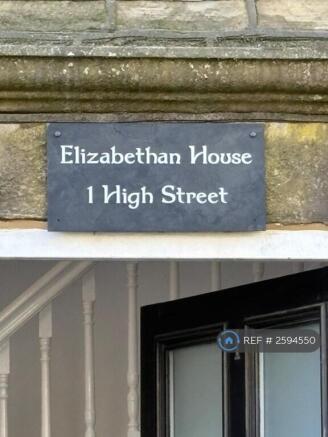 Elizabethan House
1 High Street
REF # 2594550